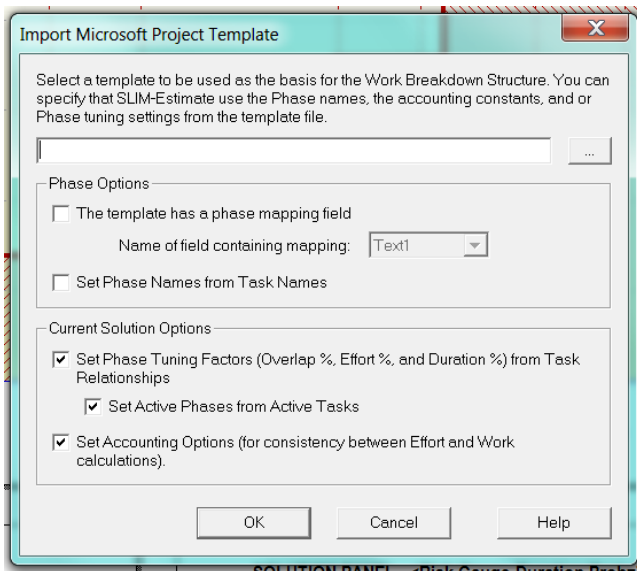 Import Microsoft Project Template
X
Select a template to be used as the basis for the Work Breakdown Structure. You can
specify that SLIM-Estimate use the Phase names, the accounting constants, and or
Phase tuning settings from the template file.
...
Phase Options
The template has a phase mapping field
Name of field containing mapping: Text1
Set Phase Names from Task Names
Current Solution Options
Set Phase Tuning Factors (Overlap %, Effort %, and Duration %) from Task
Relationships
Set Active Phases from Active Tasks
Set Accounting Options (for consistency between Effort and Work
calculations).
OK Cancel Help
SOLUTION PANEL <Risk Gauge Duration